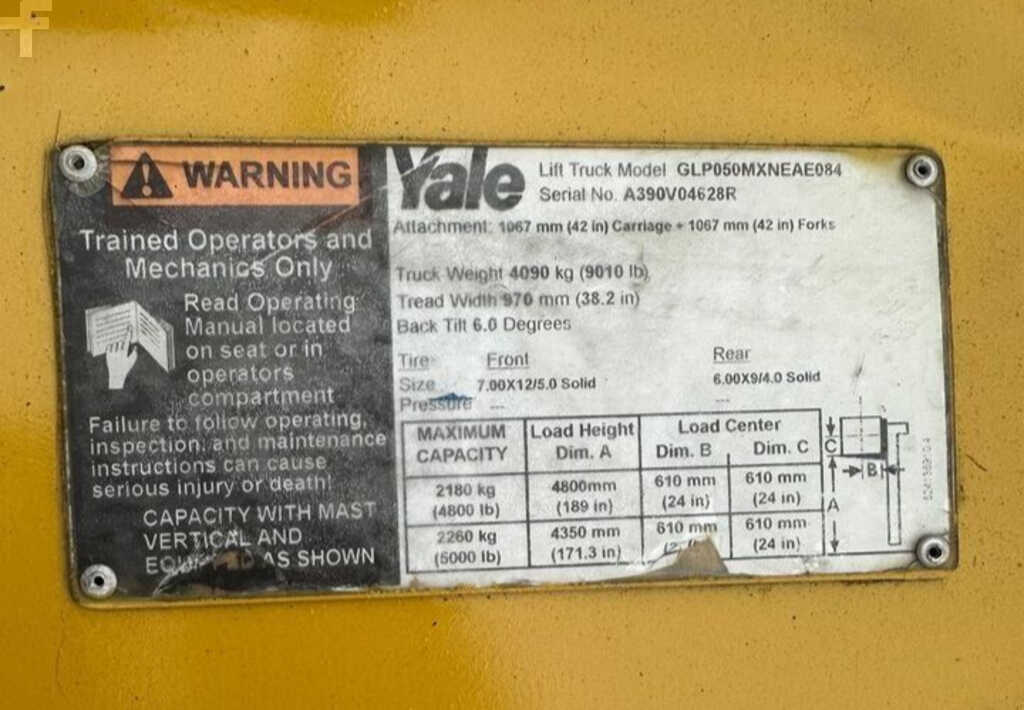 WARNING
Trained Operators and
Mechanics Only
Read Operating
Manual located
on seat or in
operators
compartment
Failure to follow operating,
inspection, and maintenance
instructions can cause
serious injury or death!
CAPACITY WITH MAST
VERTICAL AND
AS SHOWN
Yale
Lift Truck Model GLP050MXNEAE084
Serial No. A390V04628R
Attachment: 1067 mm (42 in) Carriage + 1067 mm (42 in) Forks
Truck Weight 4090 kg (9010 lb)
Tread Width 970 mm (38.2 in)
Back Tilt 6.0 Degrees
Tire Front Rear
Size 7.00X12/5.0 Solid 6.00X9/4.0 Solid
Pressure --- ---
MAXIMUM Load Height Load Center
CAPACITY Dim. A Dim. B Dim. C
2180 kg 4800mm 610 mm 610 mm
(4800 lb) (189 in) (24 in) (24 in)
2260 kg 4350 mm 610 mm 610 mm
(5000 lb) (171.3 in) (24 in)
C
B
A